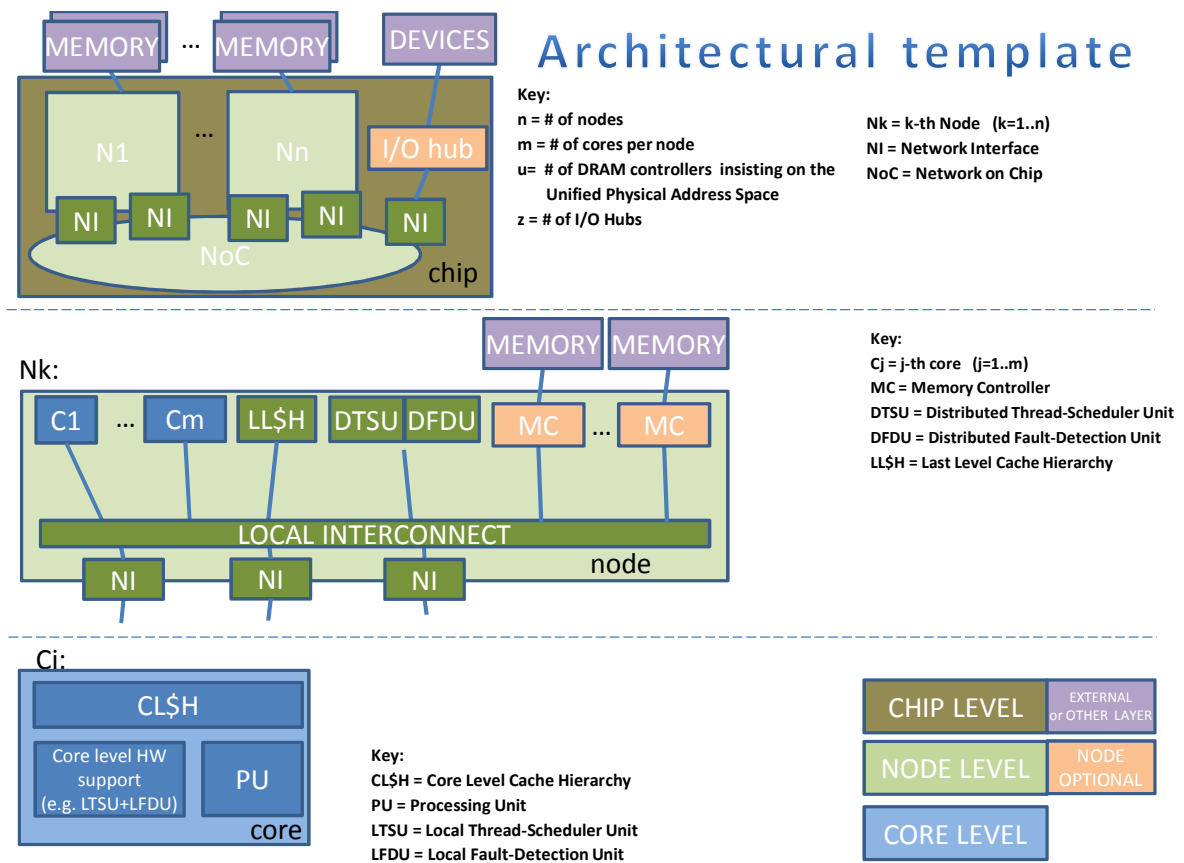 Architectural template
MEMORY ... MEMORY DEVICES
N1 ... Nn I/O hub
NI NI NI NI NI
NoC
chip
Key:
n = # of nodes
m = # of cores per node
u= # of DRAM controllers insisting on the
Unified Physical Address Space
z = # of I/O Hubs
Nk = k-th Node (k=1..n)
NI = Network Interface
NoC = Network on Chip
Nk:
MEMORY MEMORY
C1 ... Cm LL$H DTSU DFDU MC ... MC
LOCAL INTERCONNECT
node
NI NI NI
Key:
Cj = j-th core (j=1..m)
MC = Memory Controller
DTSU = Distributed Thread-Scheduler Unit
DFDU = Distributed Fault-Detection Unit
LL$H = Last Level Cache Hierarchy
Ci:
CL$H
Core level HW
support
(e.g. LTSU+LFDU)
PU
core
Key:
CL$H = Core Level Cache Hierarchy
PU = Processing Unit
LTSU = Local Thread-Scheduler Unit
LFDU = Local Fault-Detection Unit
CHIP LEVEL
EXTERNAL
or OTHER LAYER
NODE LEVEL
NODE
OPTIONAL
CORE LEVEL